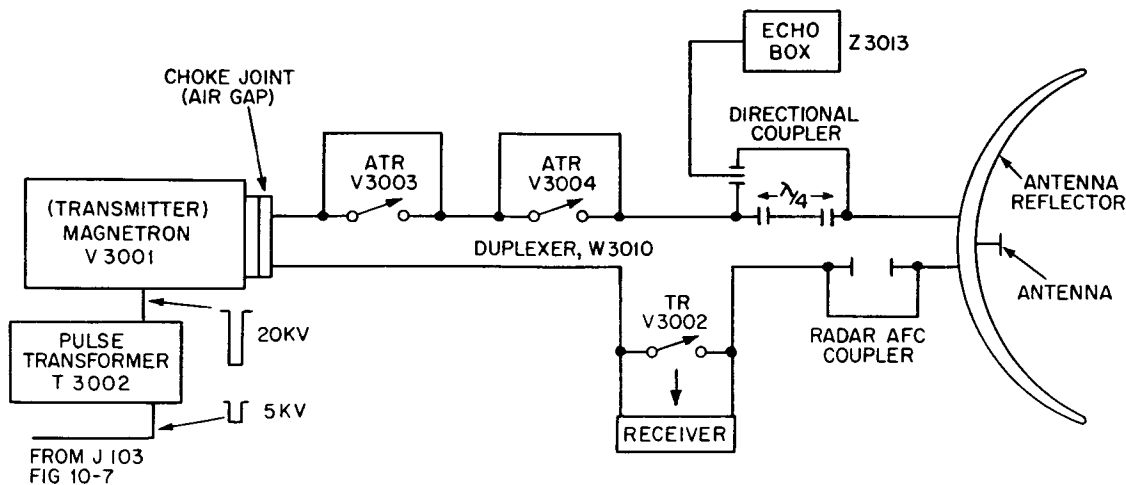 ECHO
BOX
Z 3013
CHOKE JOINT
(AIR GAP)
DIRECTIONAL
COUPLER
ATR
V3003
ATR
V3004
λ/4
(TRANSMITTER)
MAGNETRON
V 3001
DUPLEXER, W3010
ANTENNA
REFLECTOR
ANTENNA
TR
V3002
RADAR AFC
COUPLER
20KV
PULSE
TRANSFORMER
T 3002
5KV
RECEIVER
FROM J 103
FIG 10-7